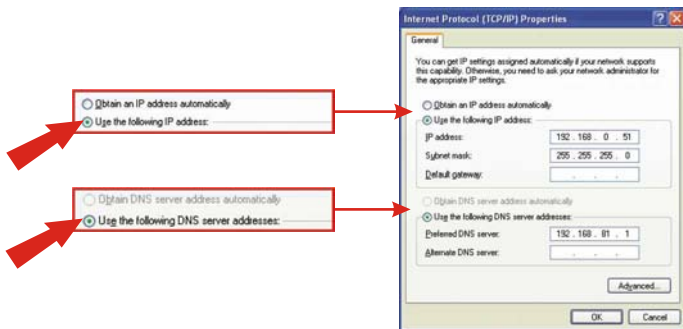 Internet Protocol (TCP/IP) Properties
General
You can get IP settings assigned automatically if your network supports
this capability. Otherwise, you need to ask your network administrator for
the appropriate IP settings.
Obtain an IP address automatically
Use the following IP address:
Obtain DNS server address automatically
Use the following DNS server addresses:
Obtain an IP address automatically
Use the following IP address:
IP address: 192 . 168 . 0 . 51
Subnet mask: 255 . 255 . 255 . 0
Default gateway: . . .
Obtain DNS server address automatically
Use the following DNS server addresses:
Preferred DNS server: 192 . 168 . 81 . 1
Alternate DNS server: . . .
Advanced...
OK Cancel